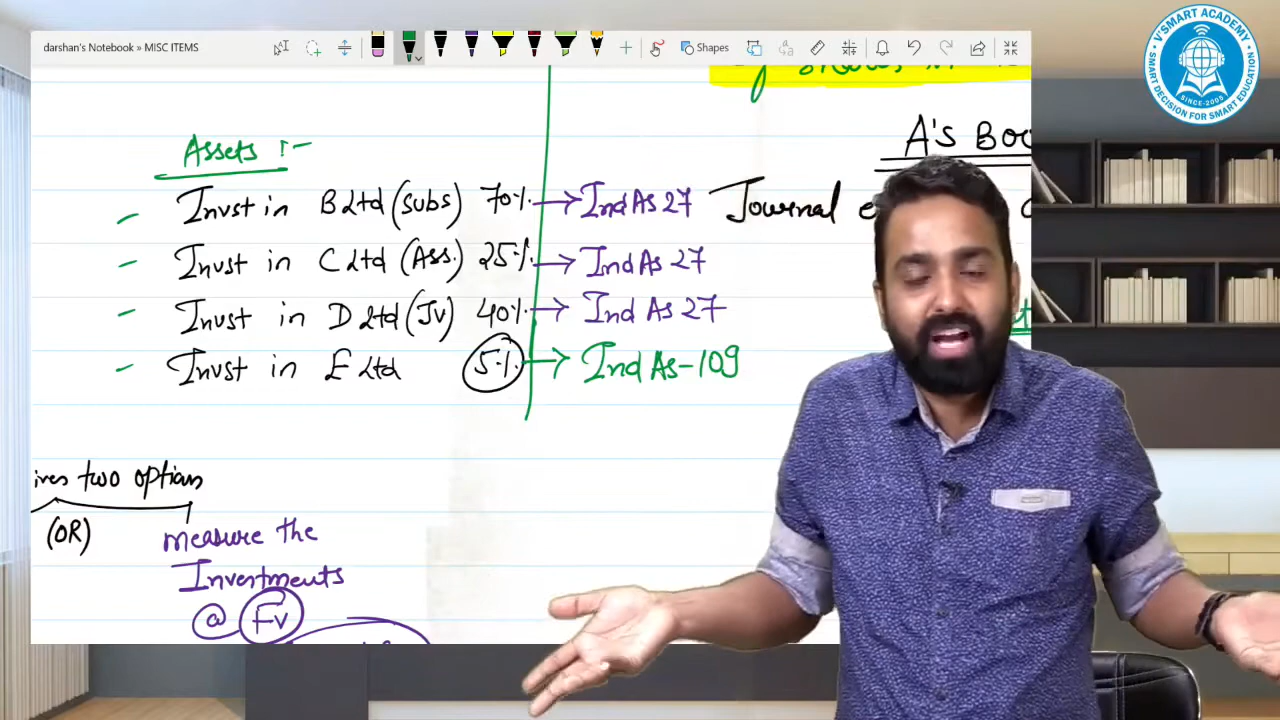 darshan's Notebook » MISC ITEMS
Shapes
V'SMART ACADEMY
SINCE-2005
SMART DECISION FOR SMART EDUCATION
A's Boo
Assets :-
- Invst in B Ltd (subs) 70% → Ind As 27
Journal e
- Invst in C Ltd (Ass.) 25% → Ind As 27
- Invst in D Ltd (JV) 40% → Ind As 27
- Invst in E Ltd 5% → Ind As-109
ives two options
(OR)
measure the
Investments
@ FV